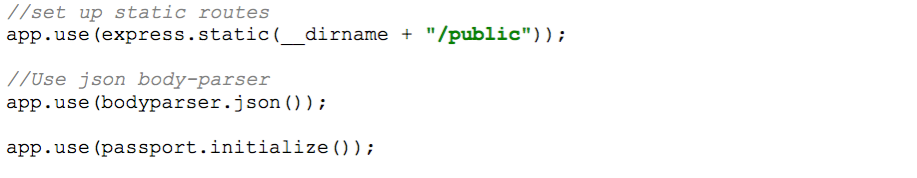 //set up static routes
app.use(express.static(__dirname + "/public"));
//Use json body-parser
app.use(bodyparser.json());
app.use(passport.initialize());